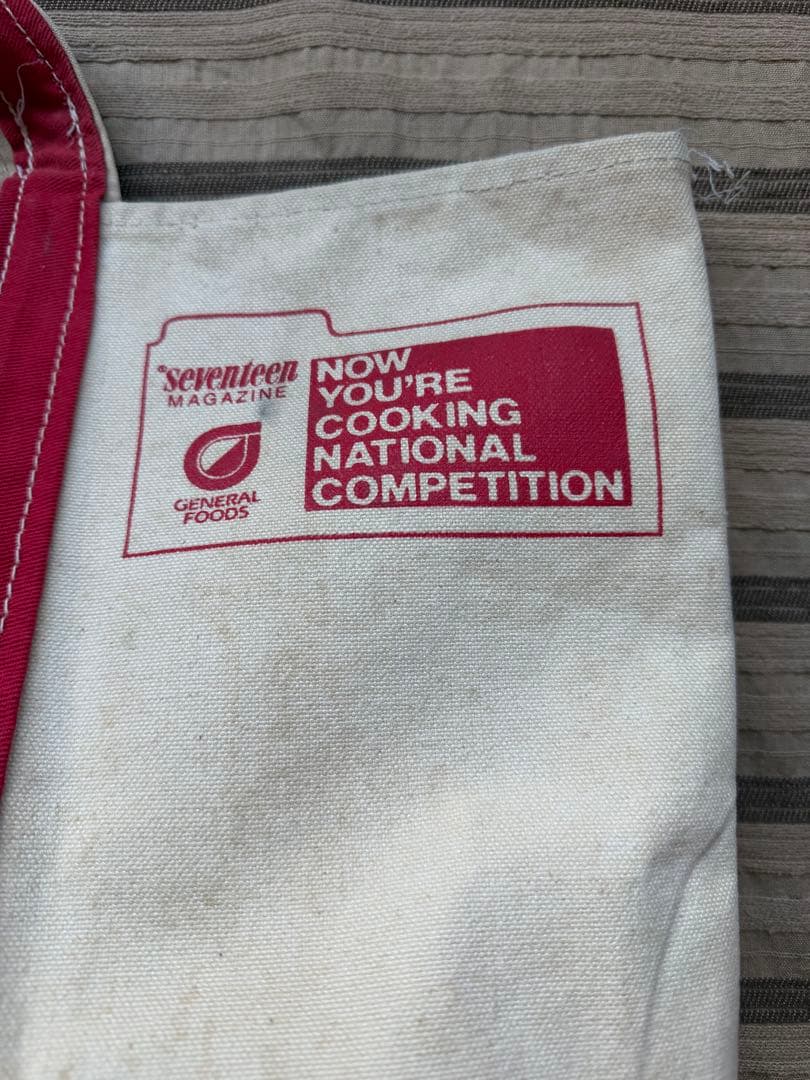 Seventeen
MAGAZINE
GENERAL
FOODS
NOW
YOU'RE
COOKING
NATIONAL
COMPETITION